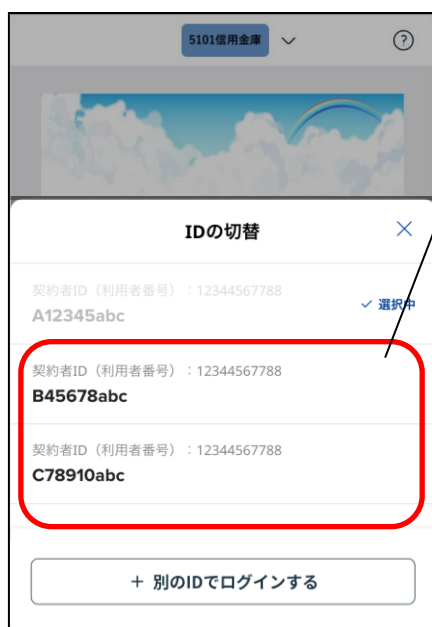 5101信用金庫
?
IDの切替
契約者ID（利用者番号）：12344567788
A12345abc
選択中
契約者ID（利用者番号）：12344567788
B45678abc
契約者ID（利用者番号）：12344567788
C78910abc
+ 別のIDでログインする